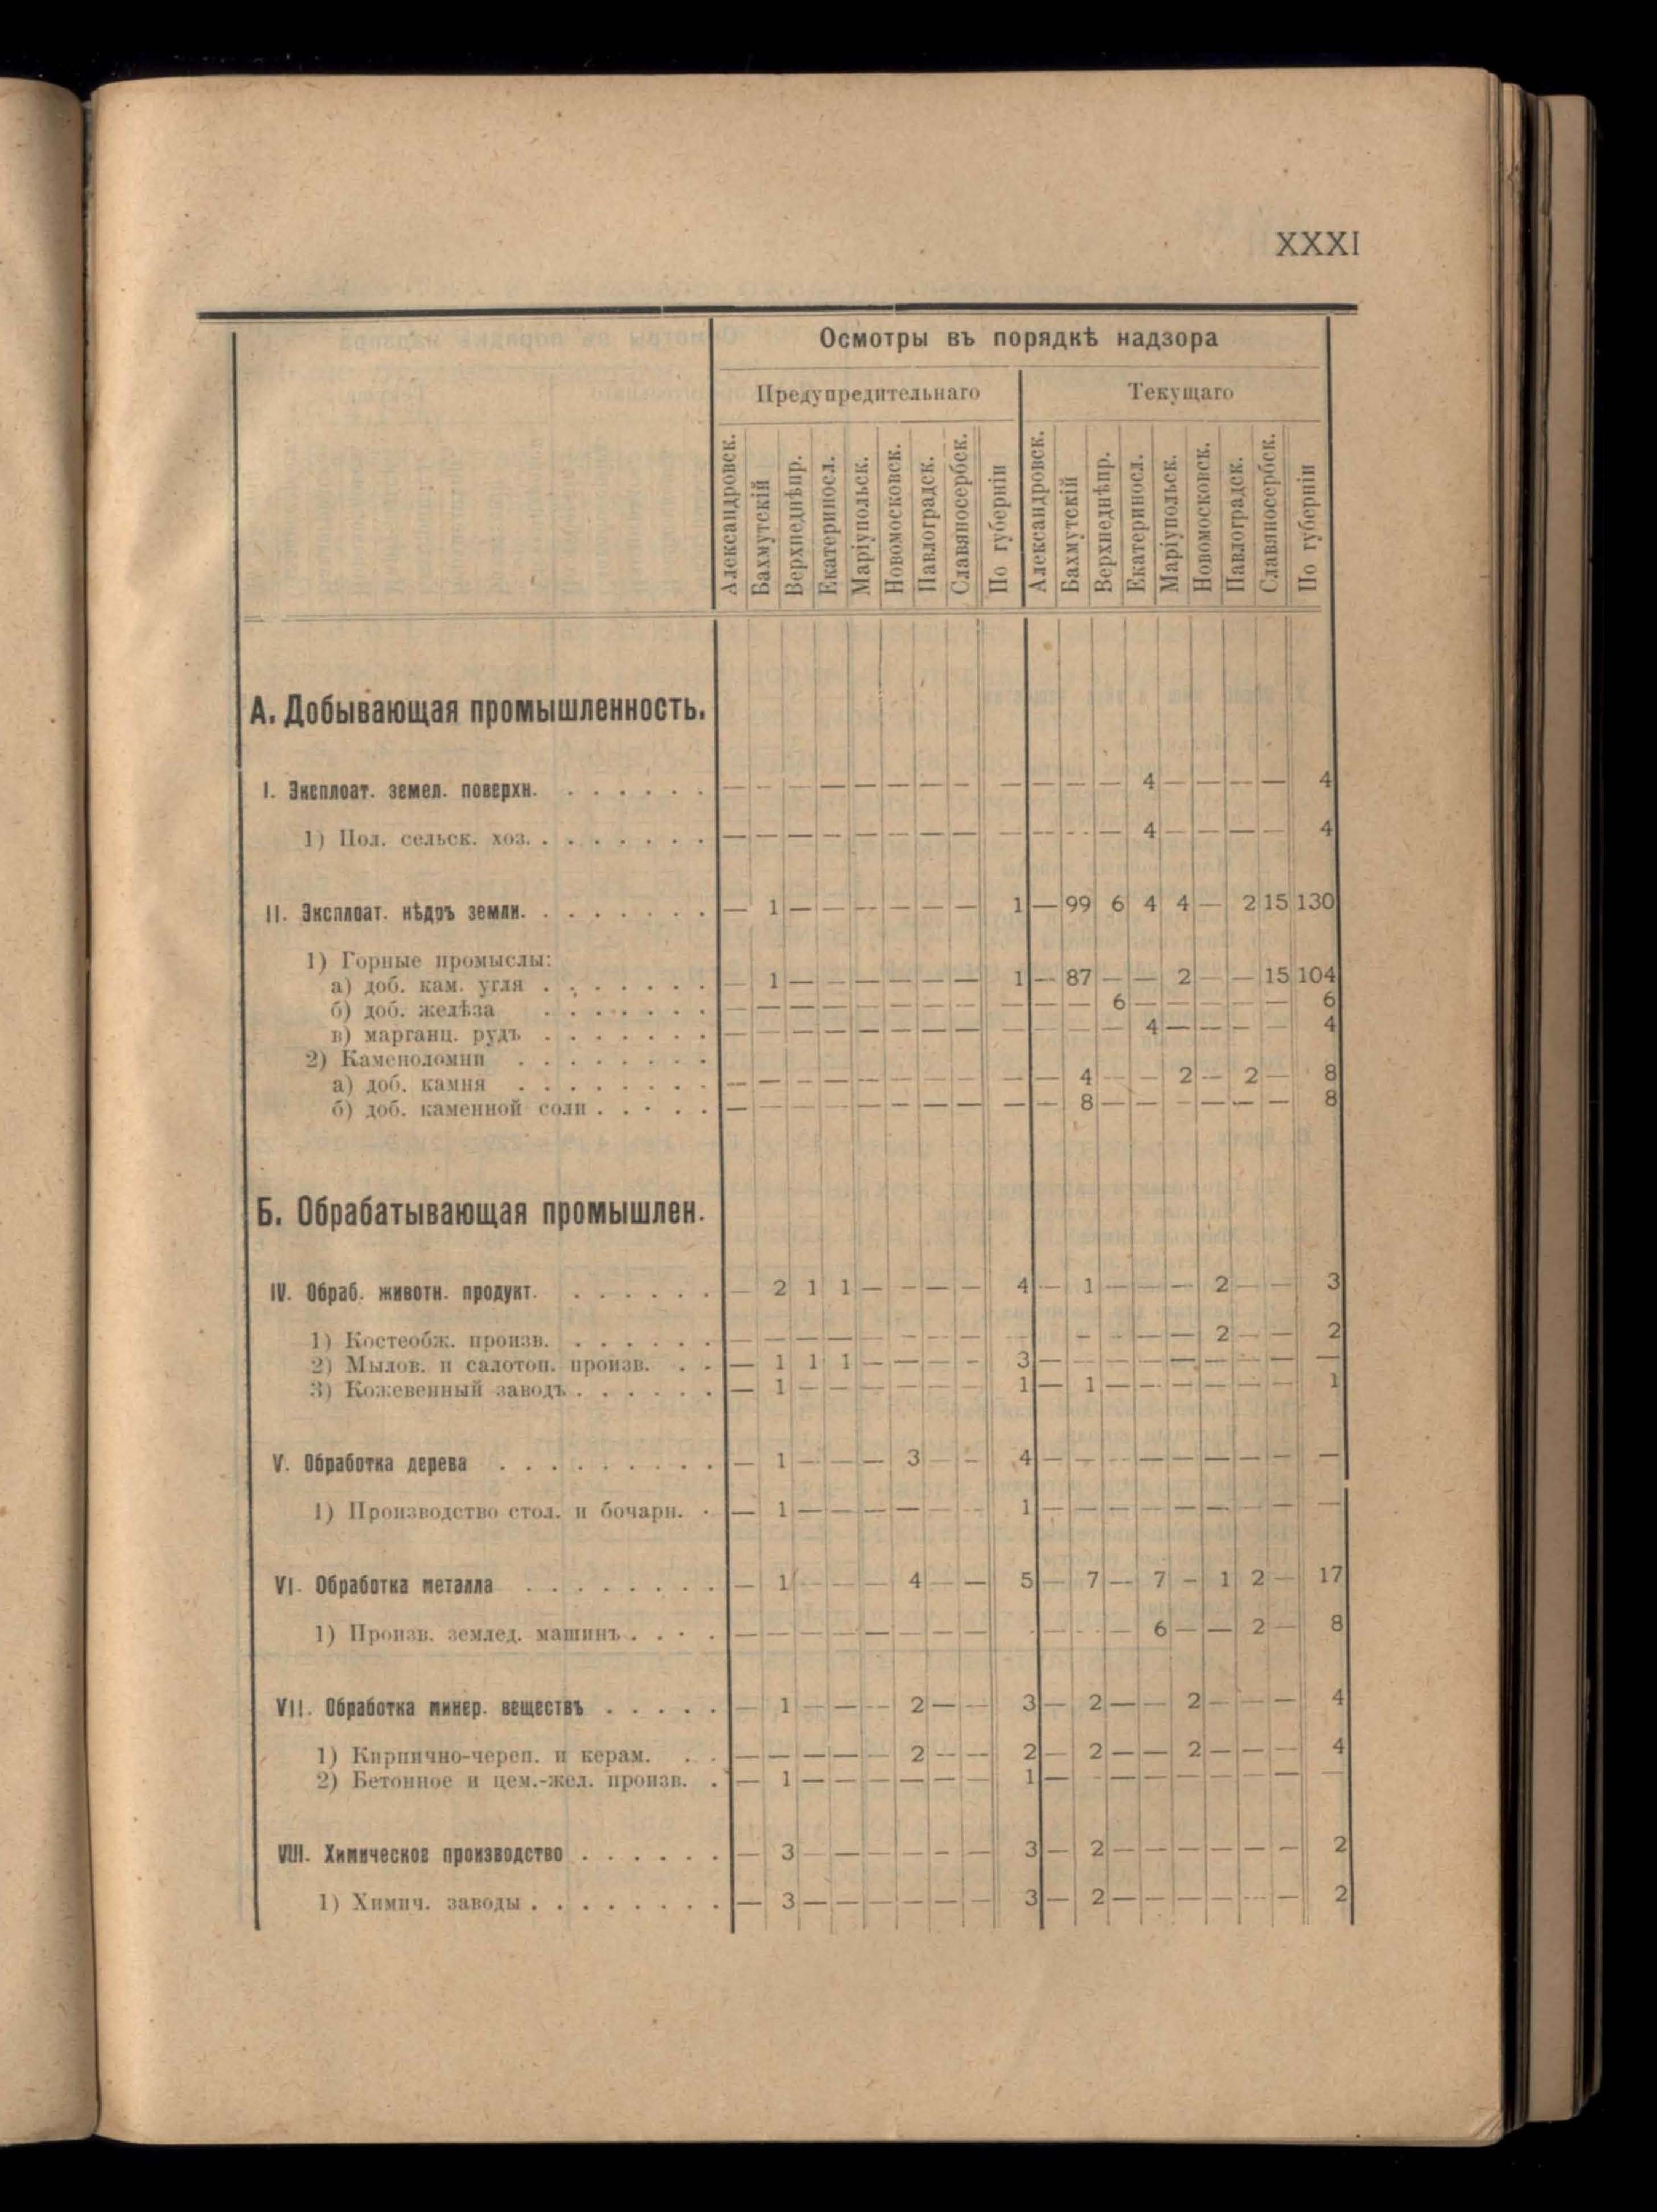 XXXI
Осмотры въ порядкѣ надзора
Предупредительнаго Текущаго
Александровск. Бахмутскій Верхнеднѣпр. Екатериносл. Маріупольск. Новомосковск. Павлоградск. Славяносербск. По губерніи Александровск. Бахмутскій Верхнеднѣпр. Екатериносл. Маріупольск. Новомосковск. Павлоградск. Славяносербск. По губерніи
А. Добывающая промышленность.
I. Эксплоат. земел. поверхн. . . . . . . — — — — — — — — — — — — 4 — — — — 4
1) Пол. сельск. хоз. . . . . . . . — — — — — — — — — — — — 4 — — — — 4
II. Эксплоат. нѣдръ земли. . . . . . . . — 1 — — — — — — 1 — 99 6 4 4 — 2 15 130
1) Горные промыслы:
а) доб. кам. угля . . . . . . . — 1 — — — — — — 1 — 87 — — 2 — — 15 104
б) доб. желѣза . . . . . . . — — — — — — — — — — — 6 — — — — — 6
в) марганц. рудъ . . . . . . . — — — — — — — — — — — — 4 — — — — 4
2) Каменоломни . . . . . . . .
а) доб. камня . . . . . . . . — — — — — — — — — — 4 — — 2 — 2 — 8
б) доб. каменной соли . . . . . — — — — — — — — — — 8 — — — — — — 8
Б. Обрабатывающая промышлен.
IV. Обраб. животн. продукт. . . . . . . — 2 1 1 — — — — 4 — 1 — — — 2 — — 3
1) Костеобж. произв. . . . . . . — — — — — — — — — — — — — 2 — — 2
2) Мылов. и салотоп. произв. . . — 1 1 1 — — — — 3 — — — — — — — — —
3) Кожевенный заводъ . . . . . . — 1 — — — — — — 1 — 1 — — — — — — 1
V. Обработка дерева . . . . . . . . . — 1 — — — 3 — — 4 — — — — — — — — —
1) Производство стол. и бочарн. . — 1 — — — — — — 1 — — — — — — — — —
VI. Обработка металла . . . . . . . . — 1 — — — 4 — — 5 — 7 — 7 — 1 2 — 17
1) Произв. землед. машинъ . . . . — — — — — — — — — — — 6 — — 2 — 8
VII. Обработка минер. веществъ . . . . . — 1 — — — 2 — — 3 — 2 — — 2 — — — 4
1) Кирпично-череп. и керам. . . — — — — — 2 — — 2 — 2 — — 2 — — — 4
2) Бетонное и цем.-жел. произв. . — 1 — — — — — — 1 — — — — — — — — —
VIII. Химическое производство . . . . . . — 3 — — — — — — 3 — 2 — — — — — — 2
1) Химич. заводы . . . . . . . . — 3 — — — — — — 3 — 2 — — — — — — 2